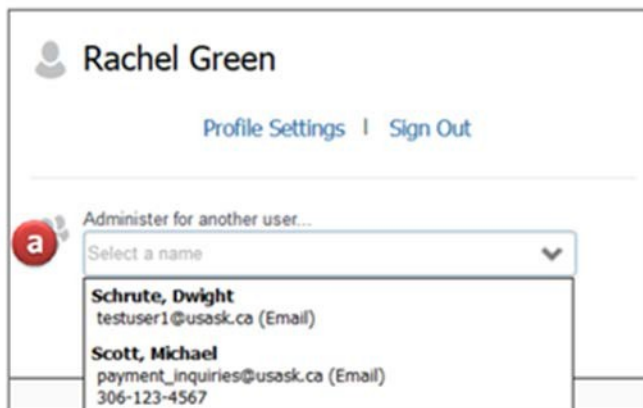 Rachel Green
Profile Settings | Sign Out
Administer for another user...
a
Select a name
Schrute, Dwight
testuser1@usask.ca (Email)
Scott, Michael
payment_inquiries@usask.ca (Email)
306-123-4567